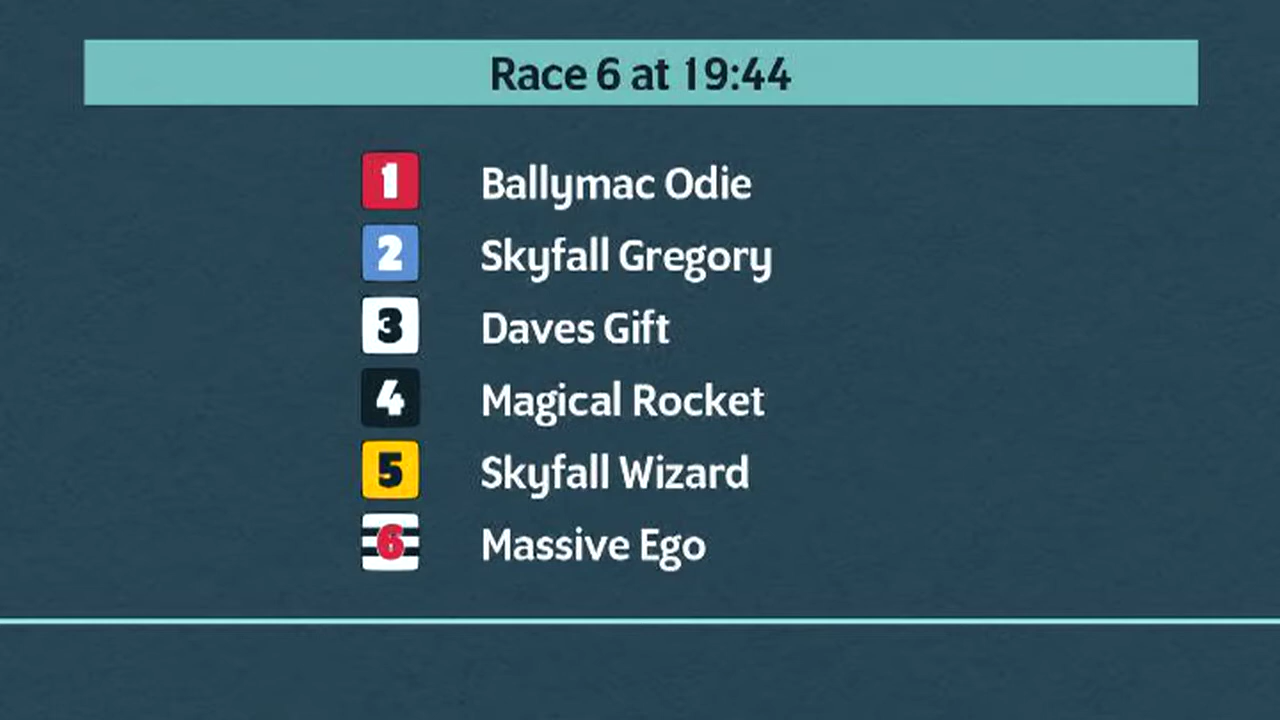 Race 6 at 19:44
1 Ballymac Odie
2 Skyfall Gregory
3 Daves Gift
4 Magical Rocket
5 Skyfall Wizard
6 Massive Ego